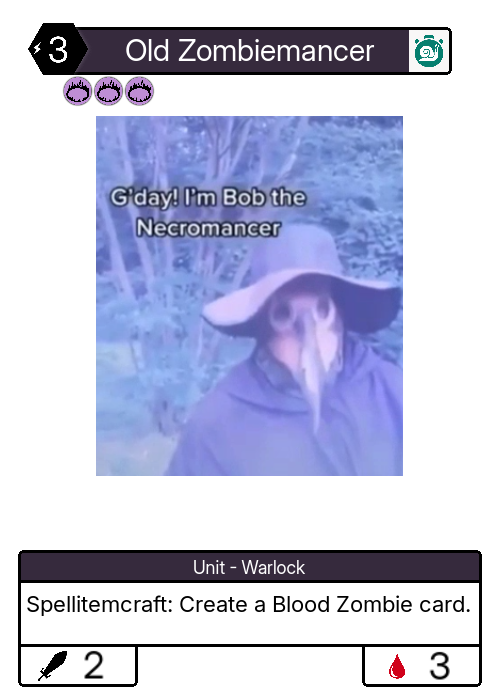 3
Old Zombiemancer
G'day! I'm Bob the
Necromancer
Unit - Warlock
Spellitemcraft: Create a Blood Zombie card.
2
3